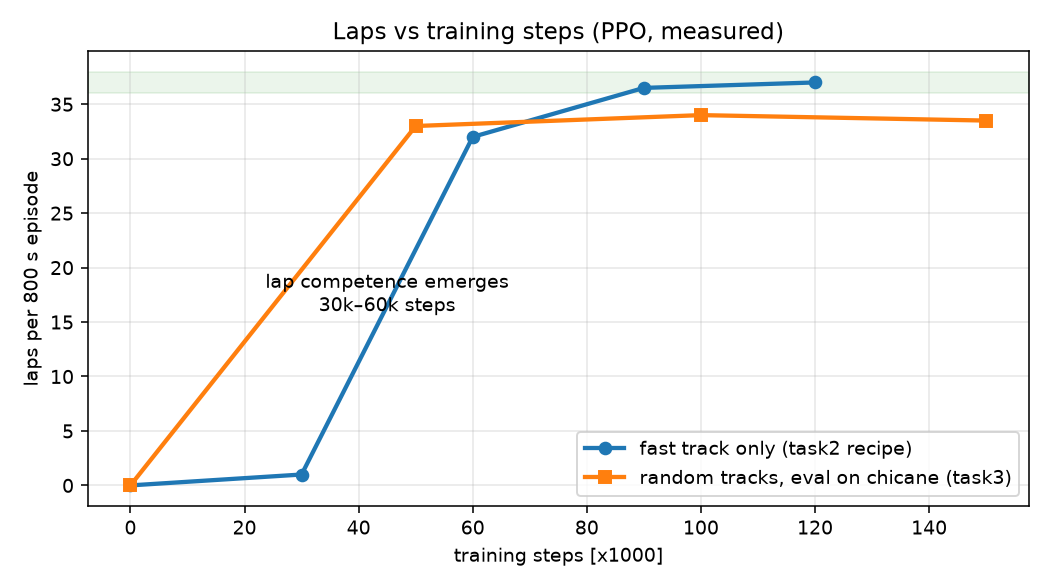 Laps vs training steps (PPO, measured)
laps per 800 s episode
35
30
25
20
15
10
5
0
lap competence emerges
30k–60k steps
fast track only (task2 recipe)
random tracks, eval on chicane (task3)
0 20 40 60 80 100 120 140
training steps [x1000]